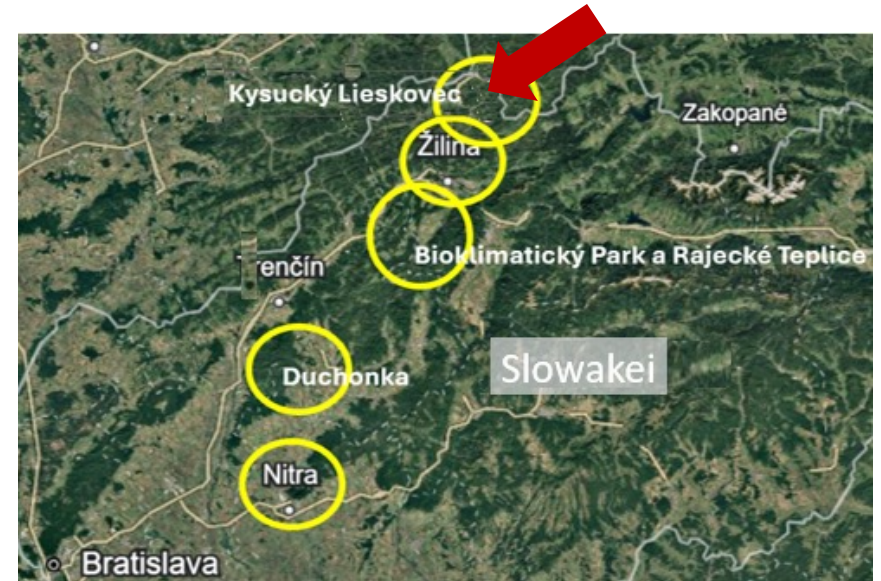 Kysucký Lieskovec
Zakopané
Žilina
Bioklimatický Park a Rajecké Teplice
Trenčín
Slowakei
Duchonka
Nitra
Bratislava